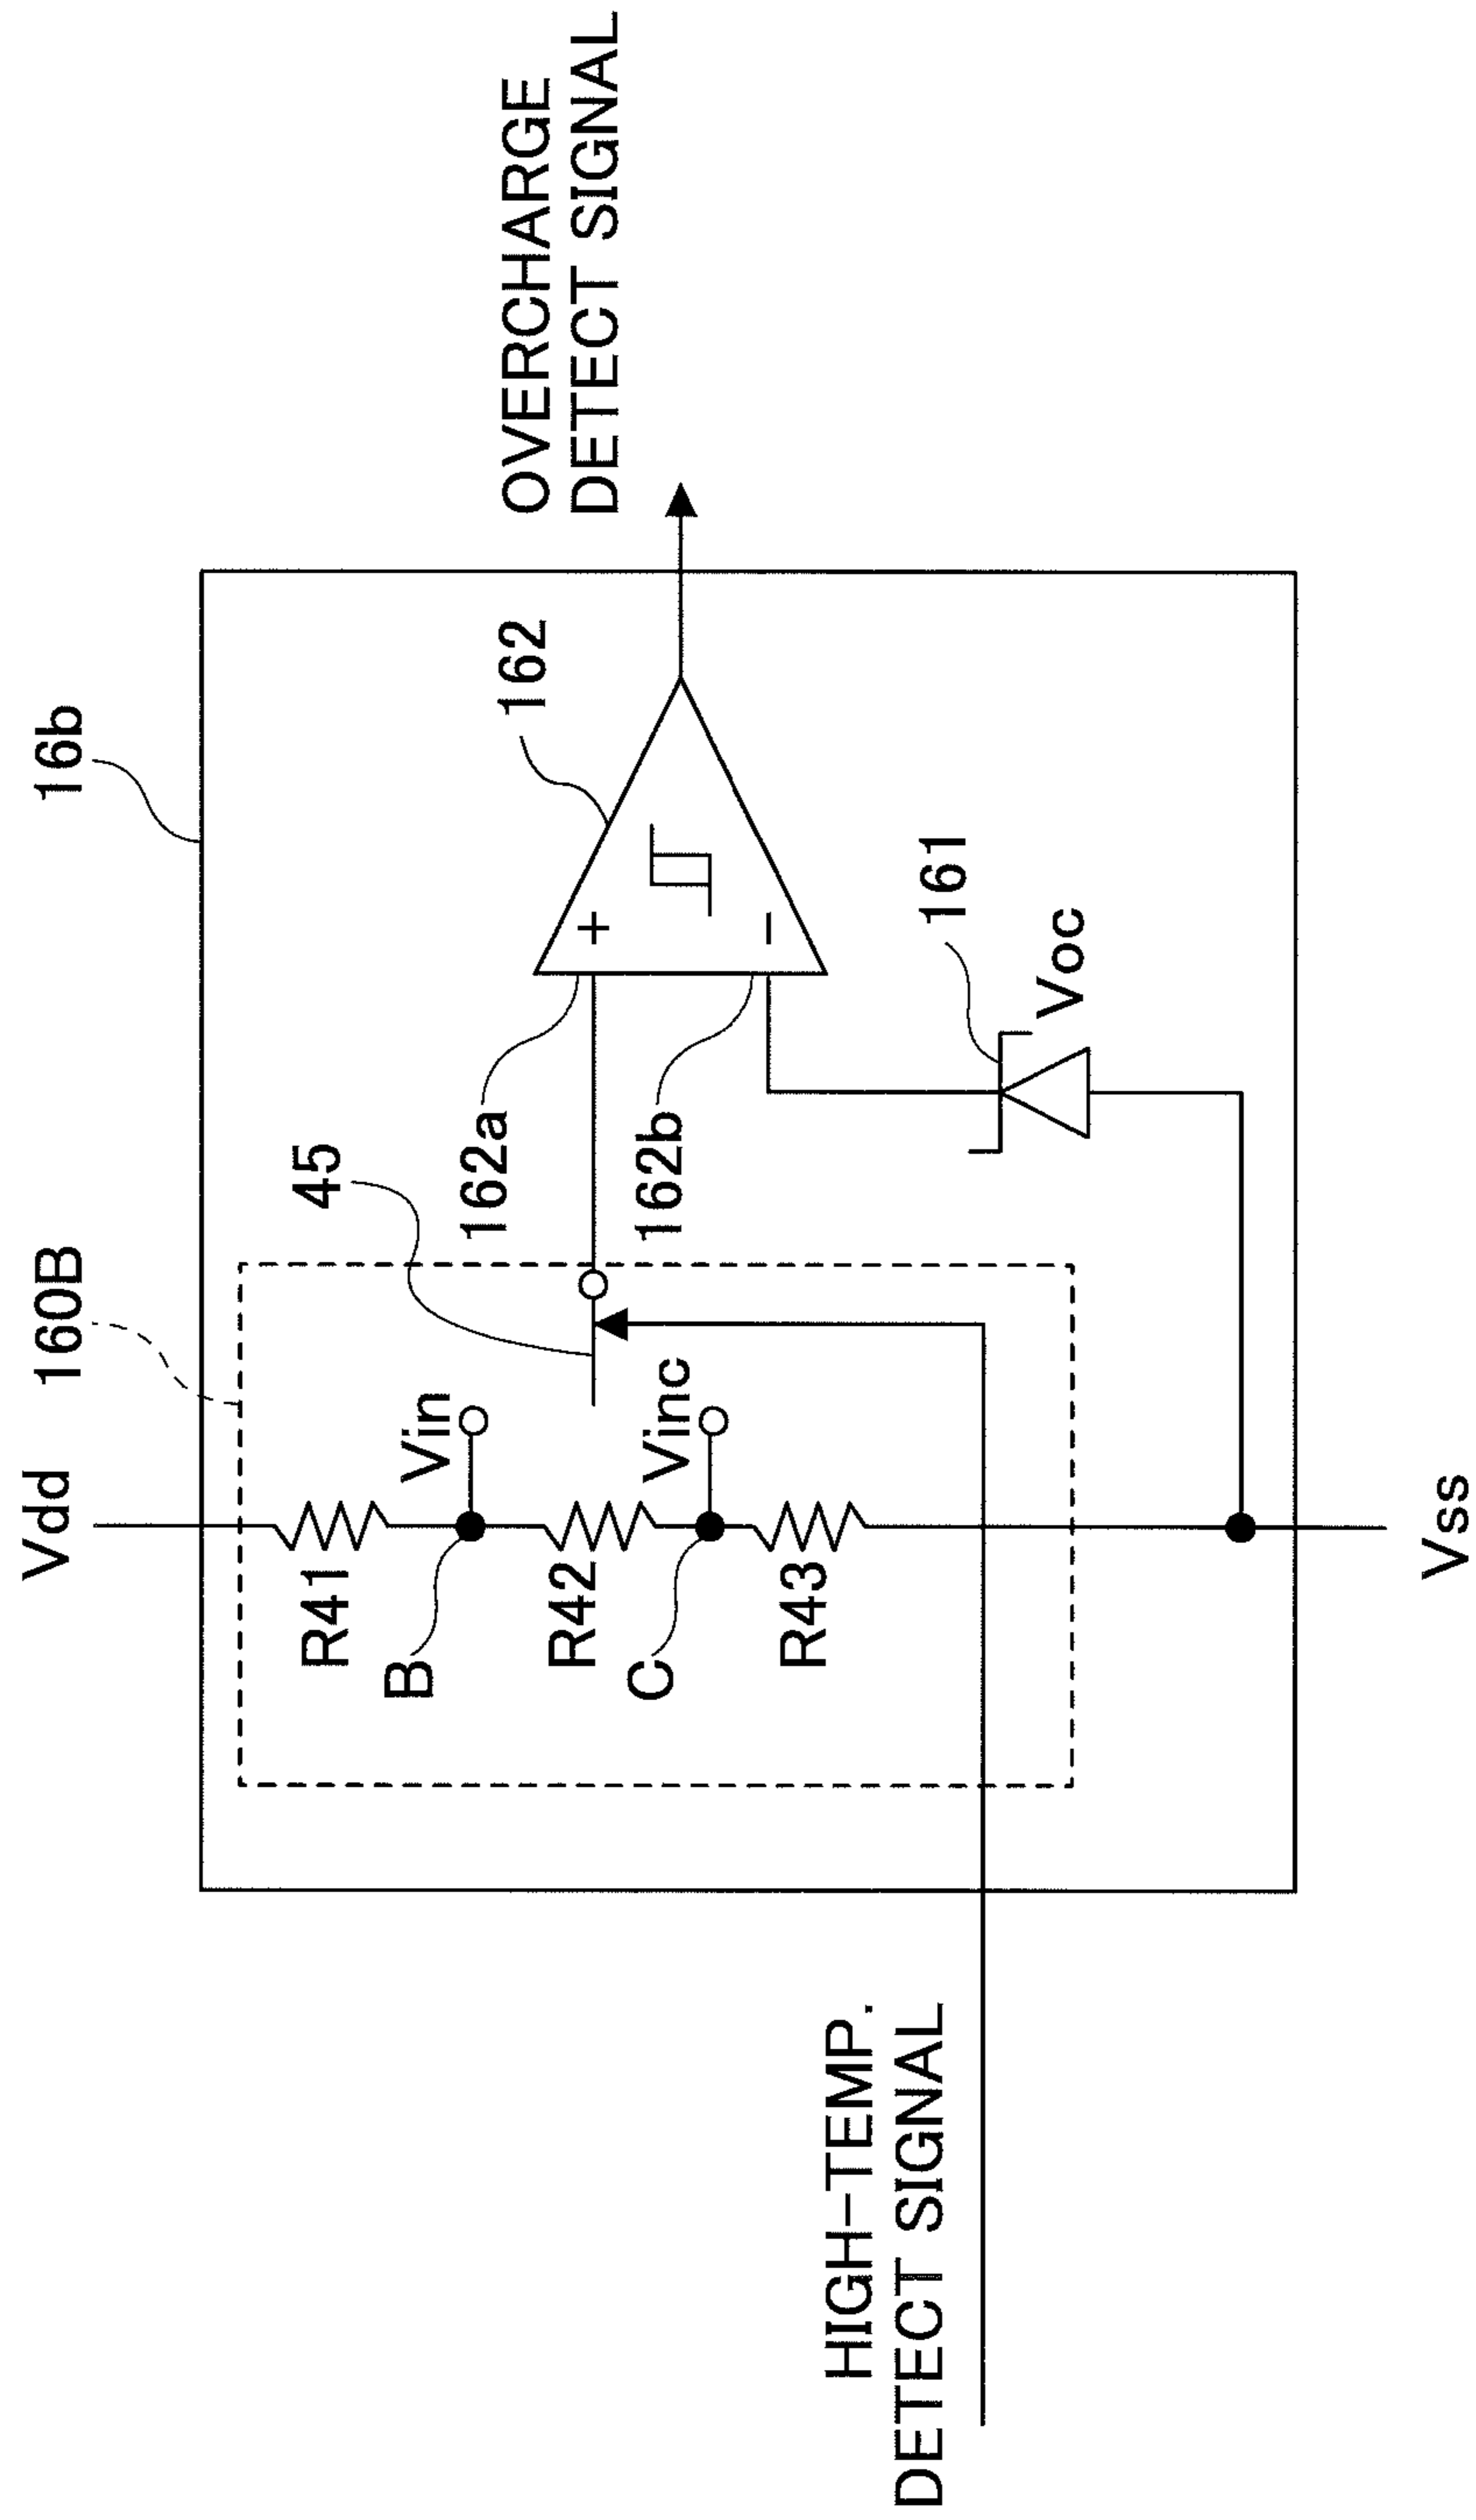 16b
160B
Vdd
OVERCHARGE
DETECT SIGNAL
162
45
162a
+
Vin
R41
B
162b
−
Vinc
R42
C
161
Voc
R43
HIGH-TEMP.
DETECT SIGNAL
Vss